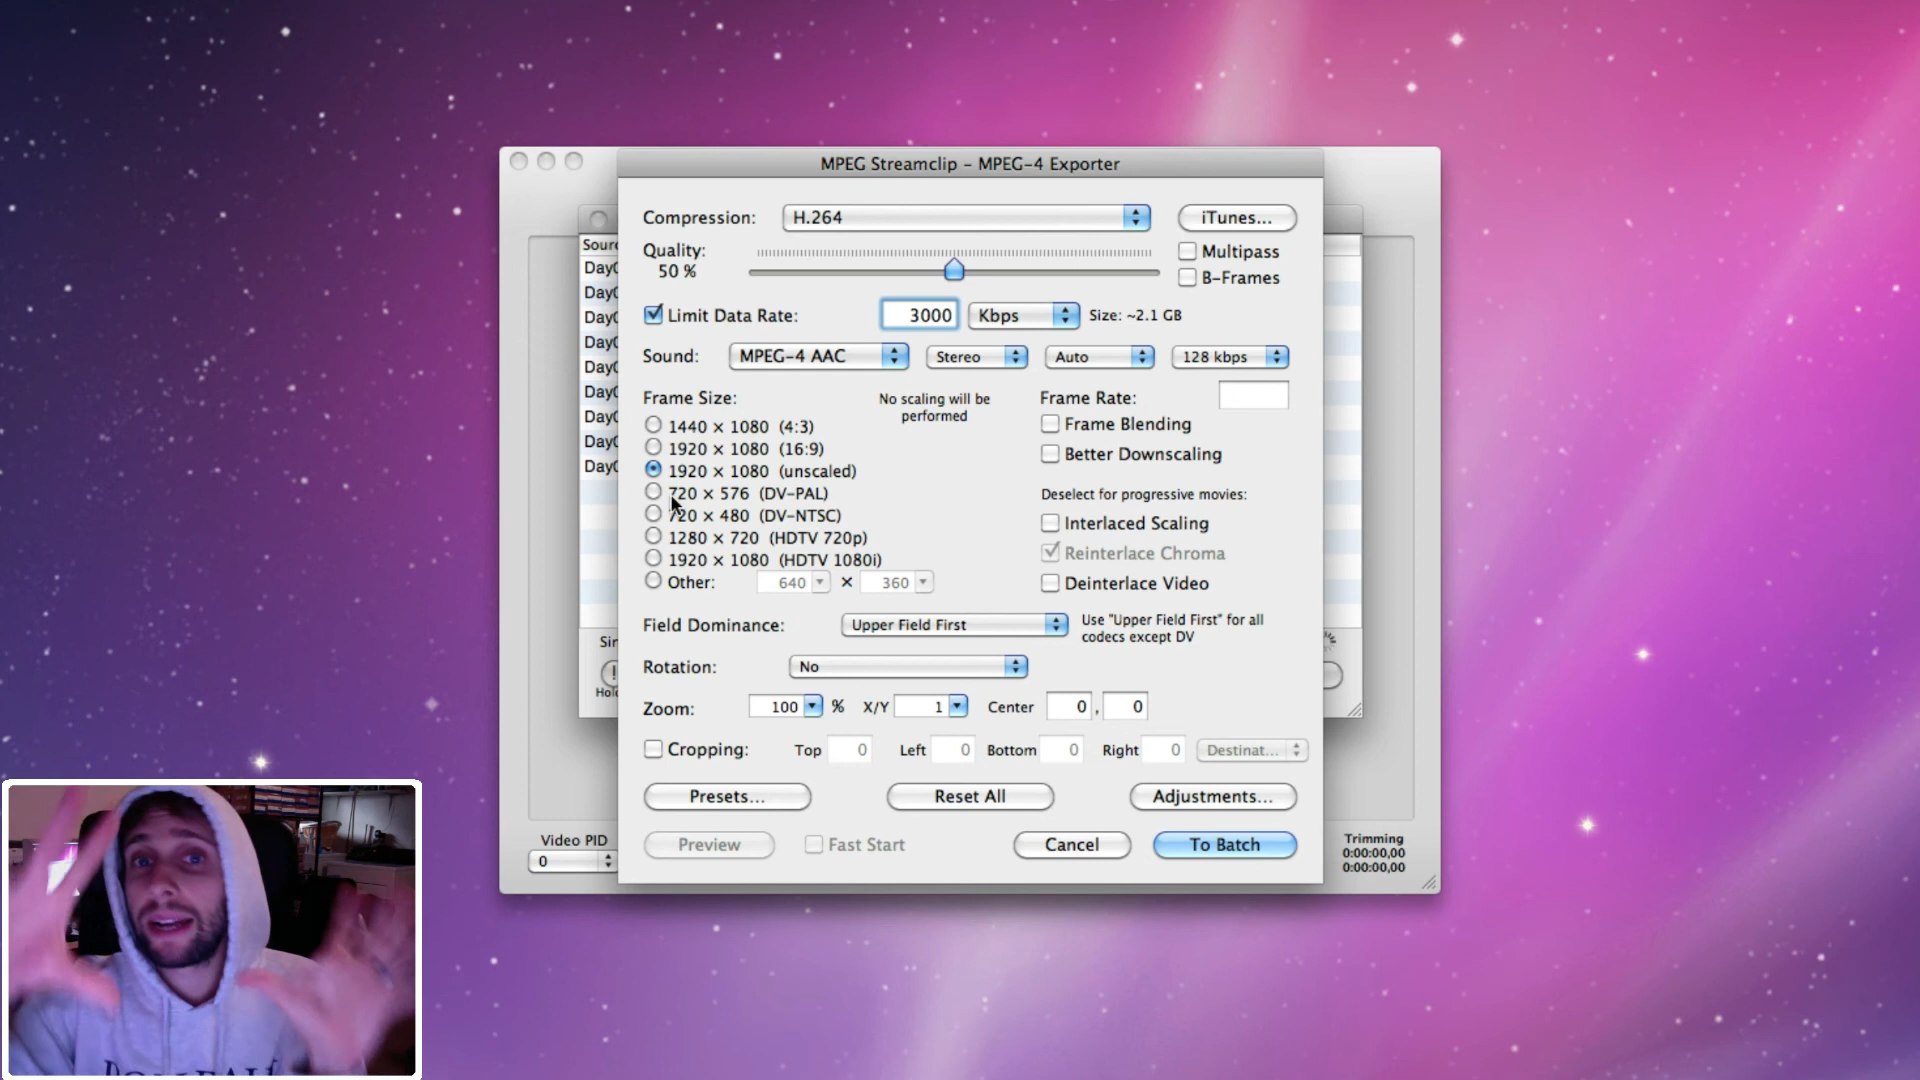 MPEG Streamclip – MPEG-4 Exporter
Compression: H.264 iTunes...
Quality: Multipass
50 % B-Frames
Limit Data Rate: 3000 Kbps Size: ~2.1 GB
Sound: MPEG-4 AAC Stereo Auto 128 kbps
Frame Size: No scaling will be performed Frame Rate:
1440 × 1080 (4:3) Frame Blending
1920 × 1080 (16:9) Better Downscaling
1920 × 1080 (unscaled)
720 × 576 (DV-PAL) Deselect for progressive movies:
720 × 480 (DV-NTSC) Interlaced Scaling
1280 × 720 (HDTV 720p) Reinterlace Chroma
1920 × 1080 (HDTV 1080i)
Other: 640 × 360 Deinterlace Video
Field Dominance: Upper Field First Use "Upper Field First" for all
codecs except DV
Rotation: No
Zoom: 100 % X/Y 1 Center 0 , 0
Cropping: Top 0 Left 0 Bottom 0 Right 0 Destinat...
Presets... Reset All Adjustments...
Preview Fast Start Cancel To Batch
Video PID
0
Trimming
0:00:00,00
0:00:00,00